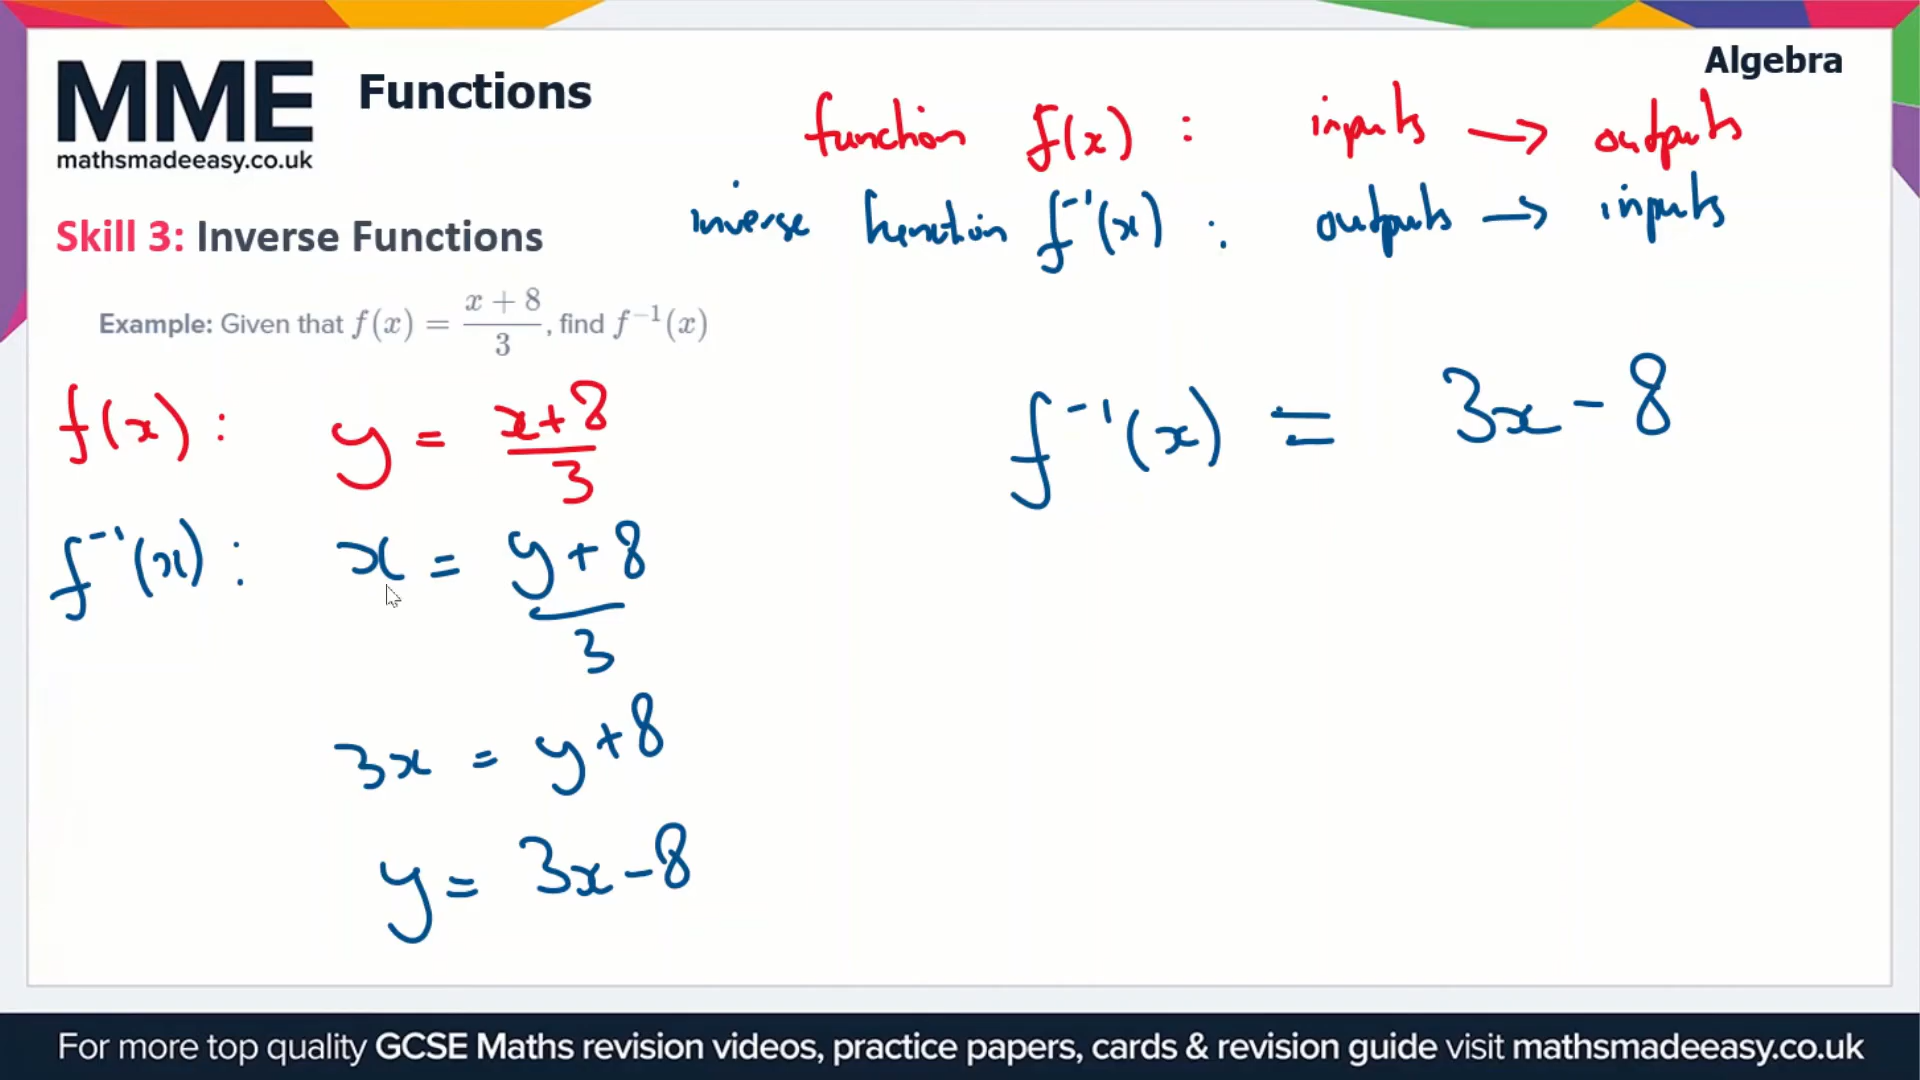 MME
mathsmadeeasy.co.uk
Functions
Algebra
function f(x) : inputs → outputs
inverse function f⁻¹(x) : outputs → inputs
Skill 3: Inverse Functions
Example: Given that f(x) = (x + 8)/3, find f⁻¹(x)
f(x) : y = (x+8)/3
f⁻¹(x) : x = (y+8)/3
3x = y+8
y = 3x-8
f⁻¹(x) = 3x-8
For more top quality GCSE Maths revision videos, practice papers, cards & revision guide visit mathsmadeeasy.co.uk